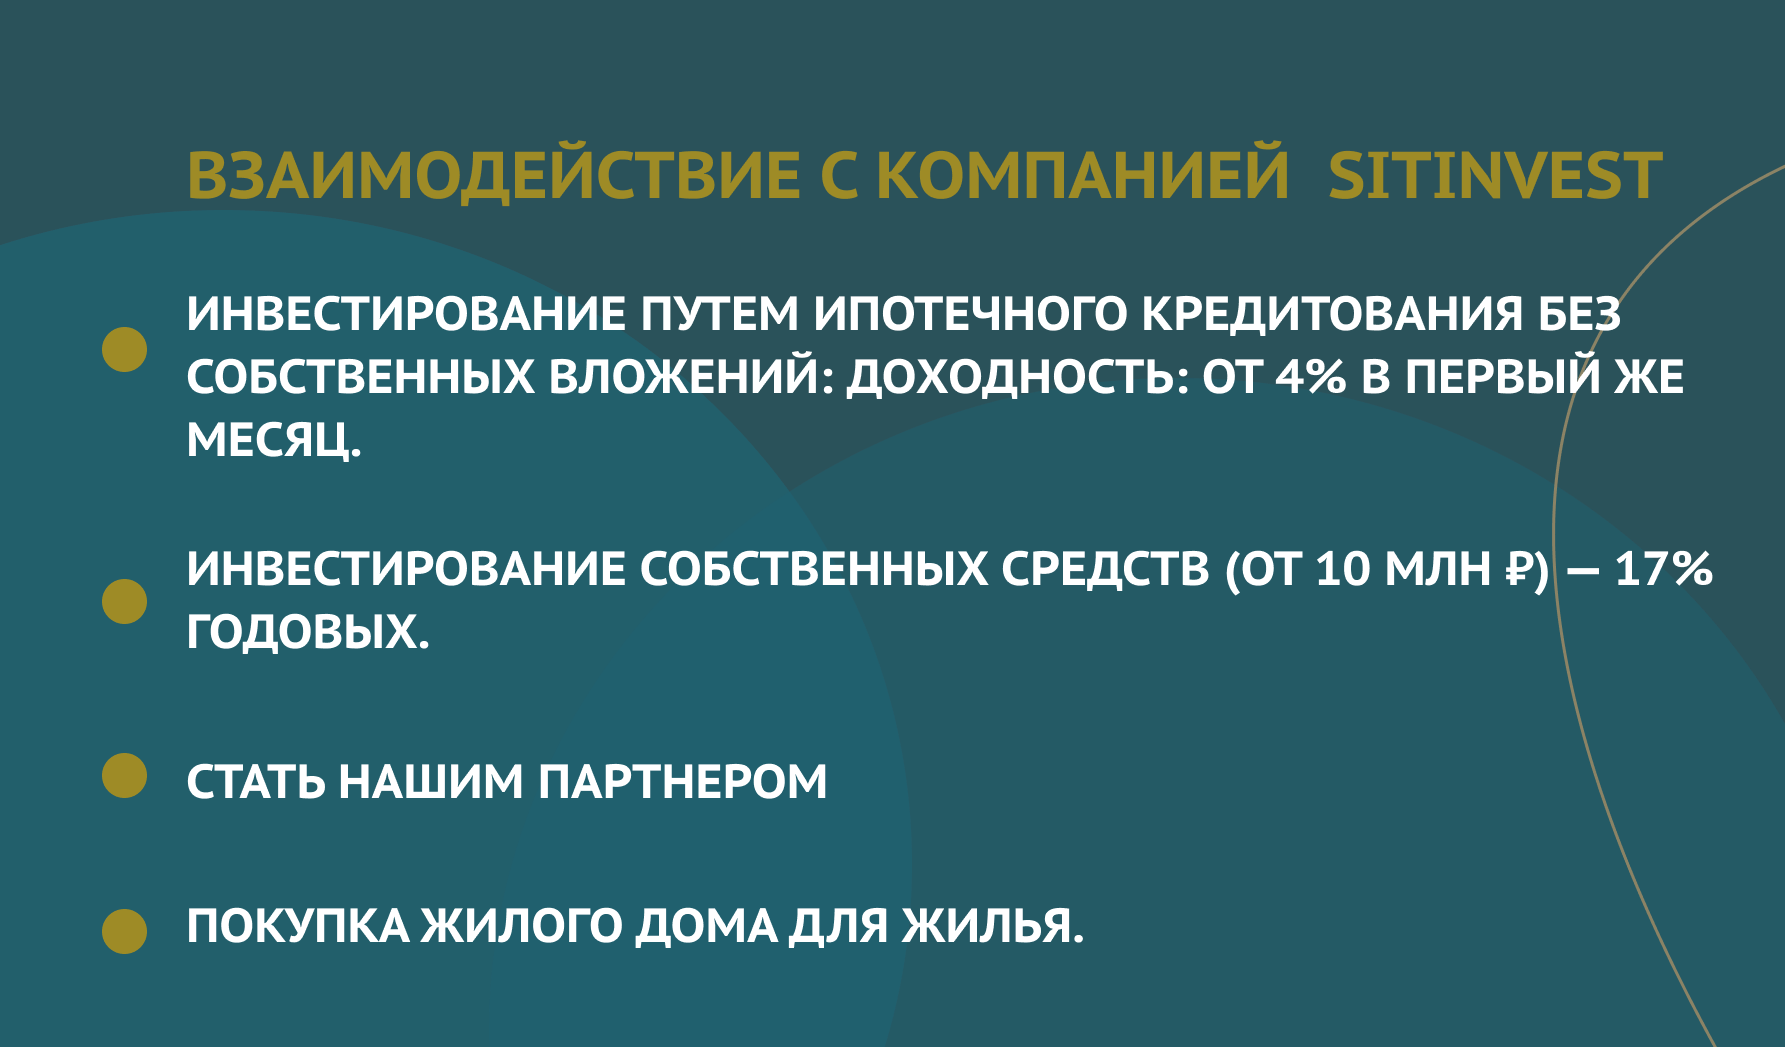 ВЗАИМОДЕЙСТВИЕ С КОМПАНИЕЙ SITINVEST
ИНВЕСТИРОВАНИЕ ПУТЕМ ИПОТЕЧНОГО КРЕДИТОВАНИЯ БЕЗ
СОБСТВЕННЫХ ВЛОЖЕНИЙ: ДОХОДНОСТЬ: ОТ 4% В ПЕРВЫЙ ЖЕ
МЕСЯЦ.
ИНВЕСТИРОВАНИЕ СОБСТВЕННЫХ СРЕДСТВ (ОТ 10 МЛН ₽) — 17%
ГОДОВЫХ.
СТАТЬ НАШИМ ПАРТНЕРОМ
ПОКУПКА ЖИЛОГО ДОМА ДЛЯ ЖИЛЬЯ.